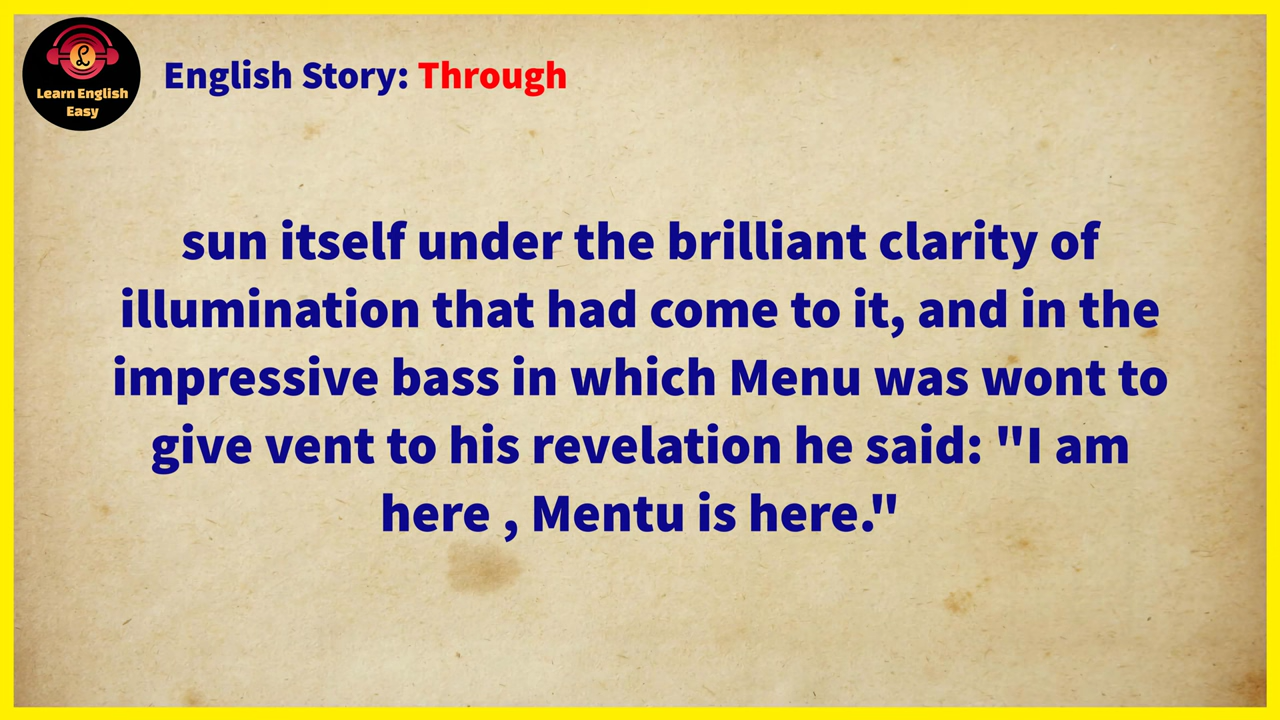 Learn English
Easy
English Story: Through
sun itself under the brilliant clarity of
illumination that had come to it, and in the
impressive bass in which Menu was wont to
give vent to his revelation he said: "I am
here , Mentu is here."